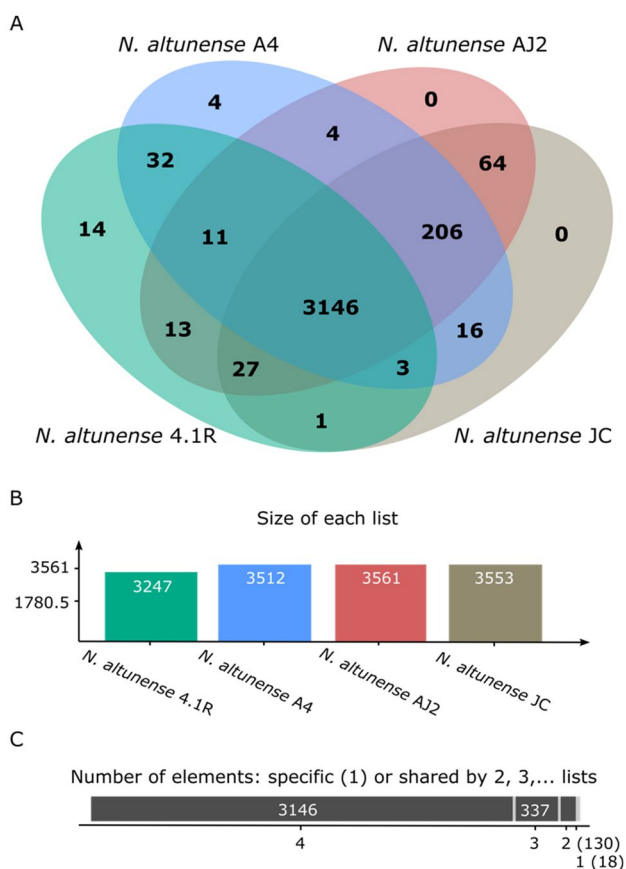 A
N. altunense A4 N. altunense AJ2
4 4 0
32 64
14 11 206 0
3146
13 16
27 3
1
N. altunense 4.1R N. altunense JC
B
Size of each list
3561
1780.5
3247 3512 3561 3553
N. altunense 4.1R N. altunense A4 N. altunense AJ2 N. altunense JC
C
Number of elements: specific (1) or shared by 2, 3,... lists
3146 337
4 3 2 (130)
1 (18)